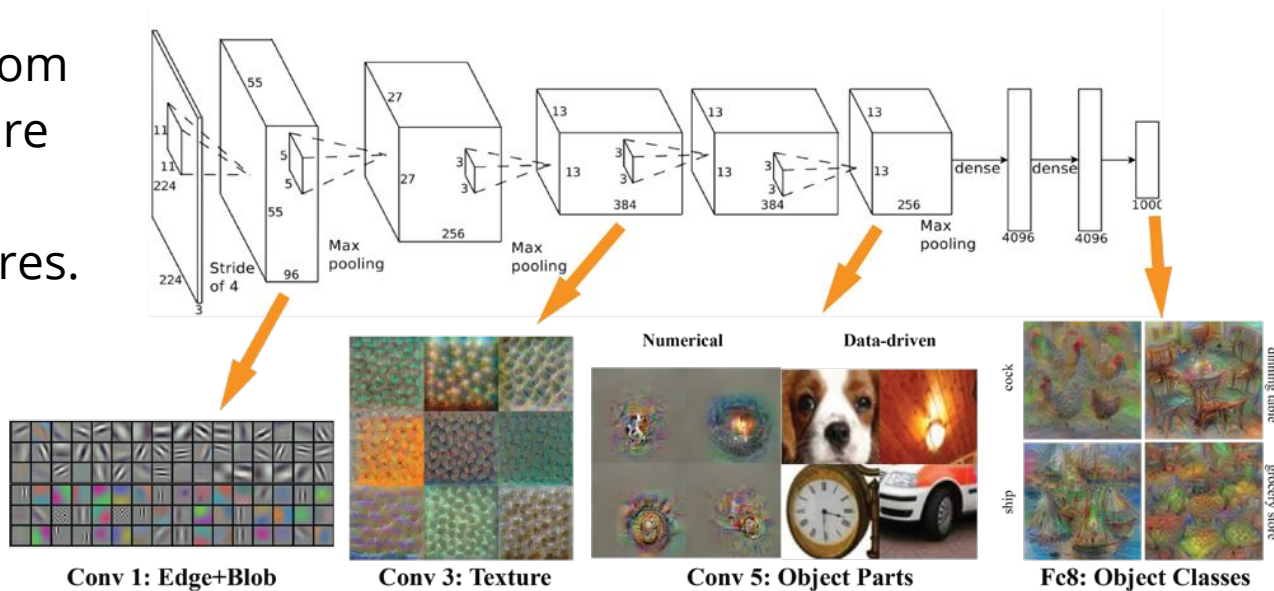 om
re
res.
55
27
13
13
13
11
11
224
5
5
55
27
3
3
13
3
3
13
3
3
13
dense
dense
384
384
256
1000
256
Max
pooling
Max
pooling
Max
pooling
4096
4096
224
3
Stride
of 4
96
Numerical
Data-driven
cock
dining table
ship
grocery store
Conv 1: Edge+Blob
Conv 3: Texture
Conv 5: Object Parts
Fc8: Object Classes